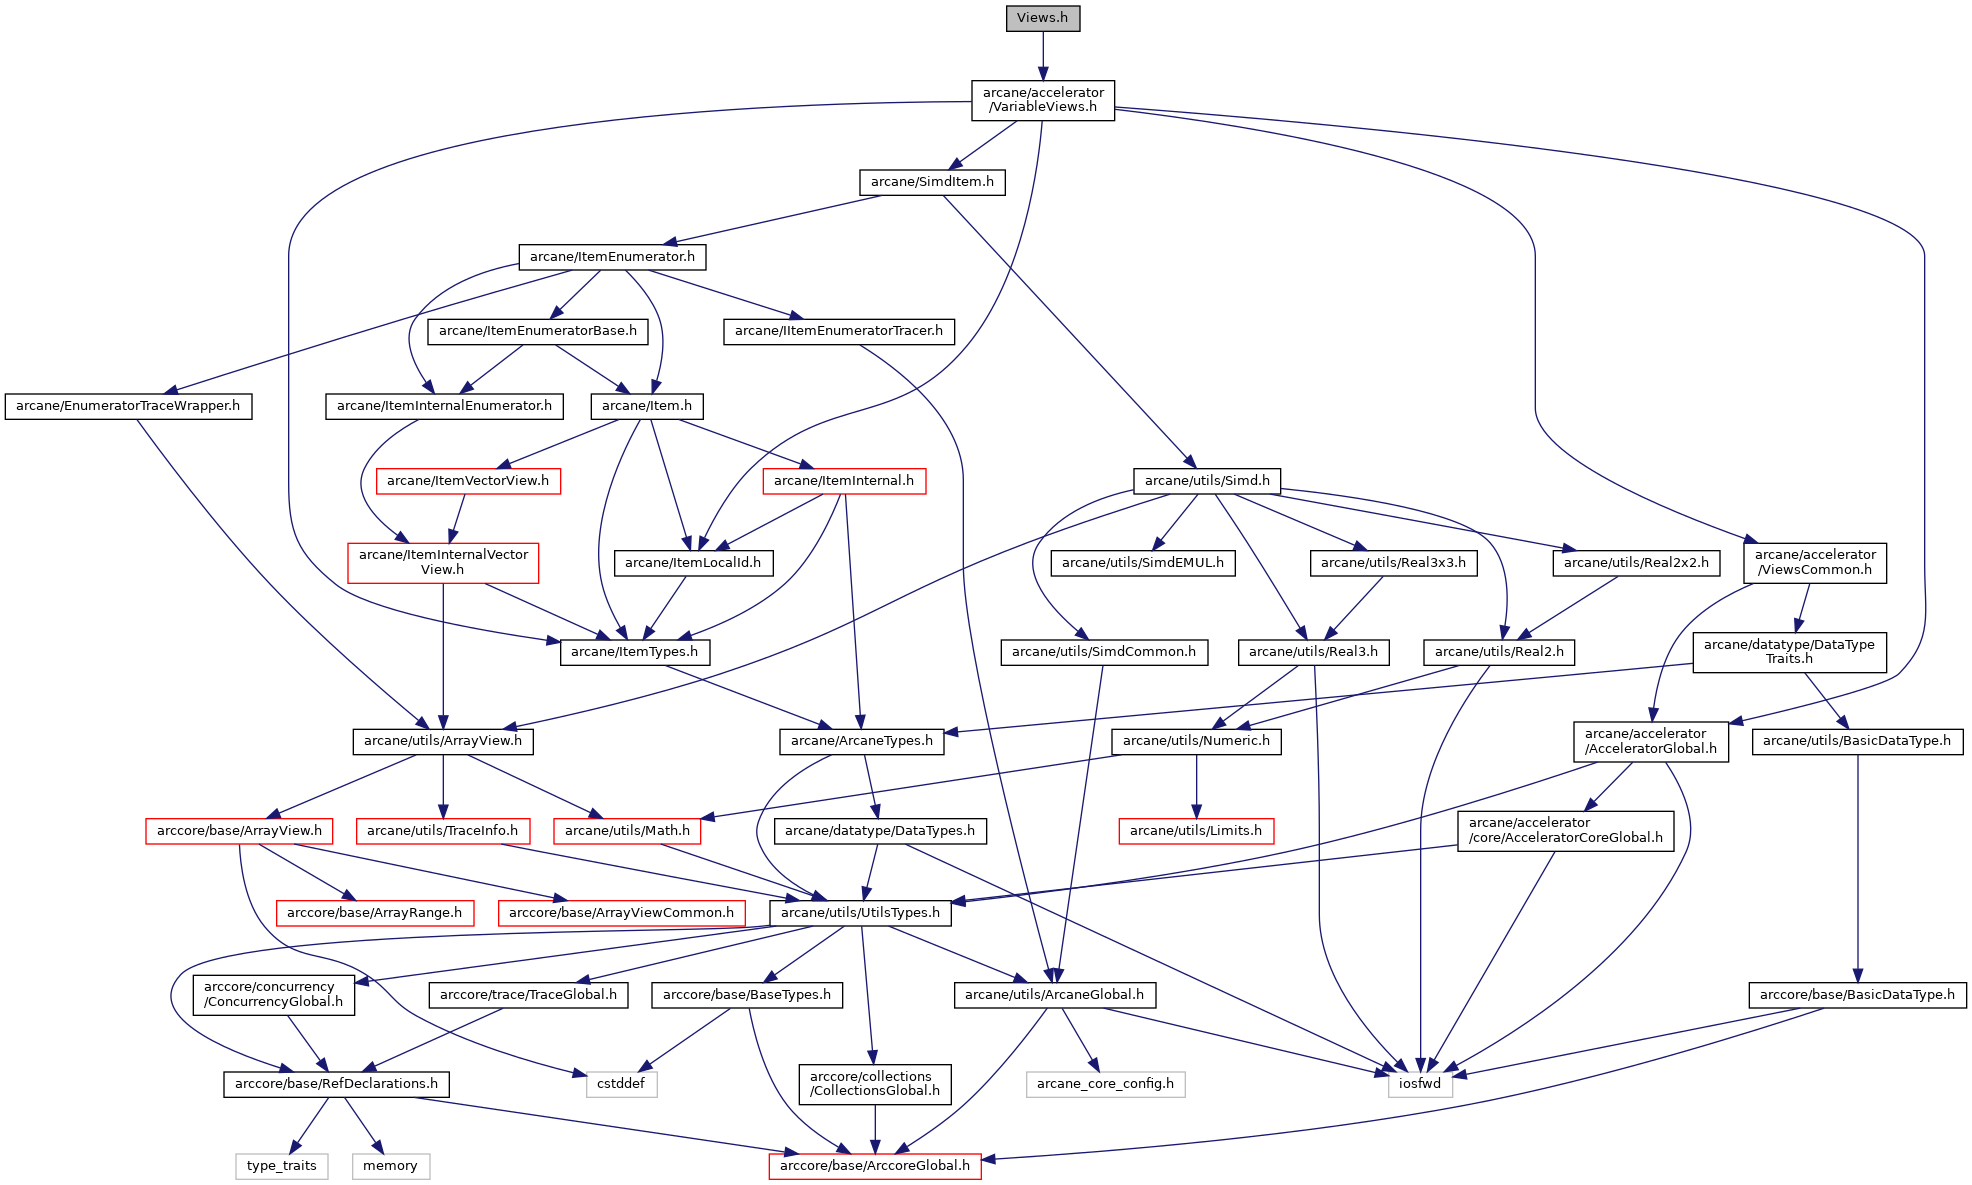 Views.h
arcane/accelerator
/VariableViews.h
arcane/SimdItem.h
arcane/ItemEnumerator.h
arcane/ItemEnumeratorBase.h
arcane/IItemEnumeratorTracer.h
arcane/EnumeratorTraceWrapper.h
arcane/ItemInternalEnumerator.h
arcane/Item.h
arcane/ItemVectorView.h
arcane/ItemInternal.h
arcane/utils/Simd.h
arcane/ItemInternalVector
View.h
arcane/ItemLocalId.h
arcane/utils/SimdEMUL.h
arcane/utils/Real3x3.h
arcane/utils/Real2x2.h
arcane/accelerator
/ViewsCommon.h
arcane/ItemTypes.h
arcane/utils/SimdCommon.h
arcane/utils/Real3.h
arcane/utils/Real2.h
arcane/datatype/DataType
Traits.h
arcane/utils/ArrayView.h
arcane/ArcaneTypes.h
arcane/utils/Numeric.h
arcane/accelerator
/AcceleratorGlobal.h
arcane/utils/BasicDataType.h
arccore/base/ArrayView.h
arcane/utils/TraceInfo.h
arcane/utils/Math.h
arcane/datatype/DataTypes.h
arcane/utils/Limits.h
arcane/accelerator
/core/AcceleratorCoreGlobal.h
arccore/base/ArrayRange.h
arccore/base/ArrayViewCommon.h
arcane/utils/UtilsTypes.h
arccore/concurrency
/ConcurrencyGlobal.h
arccore/trace/TraceGlobal.h
arccore/base/BaseTypes.h
arcane/utils/ArcaneGlobal.h
arccore/base/BasicDataType.h
arccore/base/RefDeclarations.h
cstddef
arccore/collections
/CollectionsGlobal.h
arcane_core_config.h
iosfwd
type_traits
memory
arccore/base/ArccoreGlobal.h